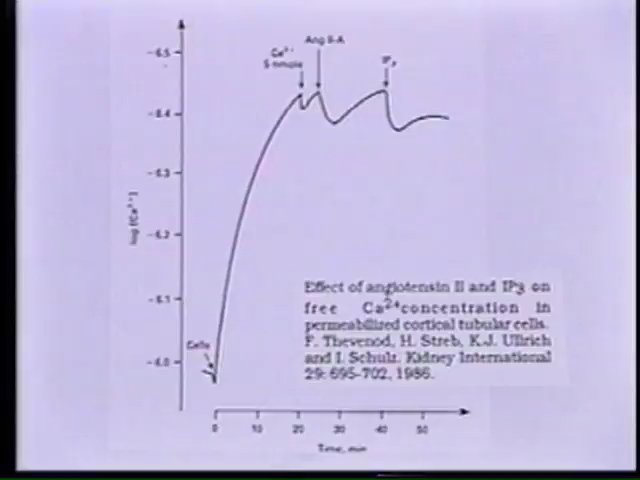 Ang II-A
Ca²⁺
5 nmole
IP₃
-6.5
-6.4
-6.3
-6.2
-6.1
-6.0
log [Ca²⁺]
Cells
0 10 20 30 40 50
Time, min
Effect of angiotensin II and IP3 on
free Ca2+concentration in
permeabilized cortical tubular cells.
F. Thevenod, H. Streb, K.J. Ullrich
and I. Schulz. Kidney International
29: 695-702, 1986.